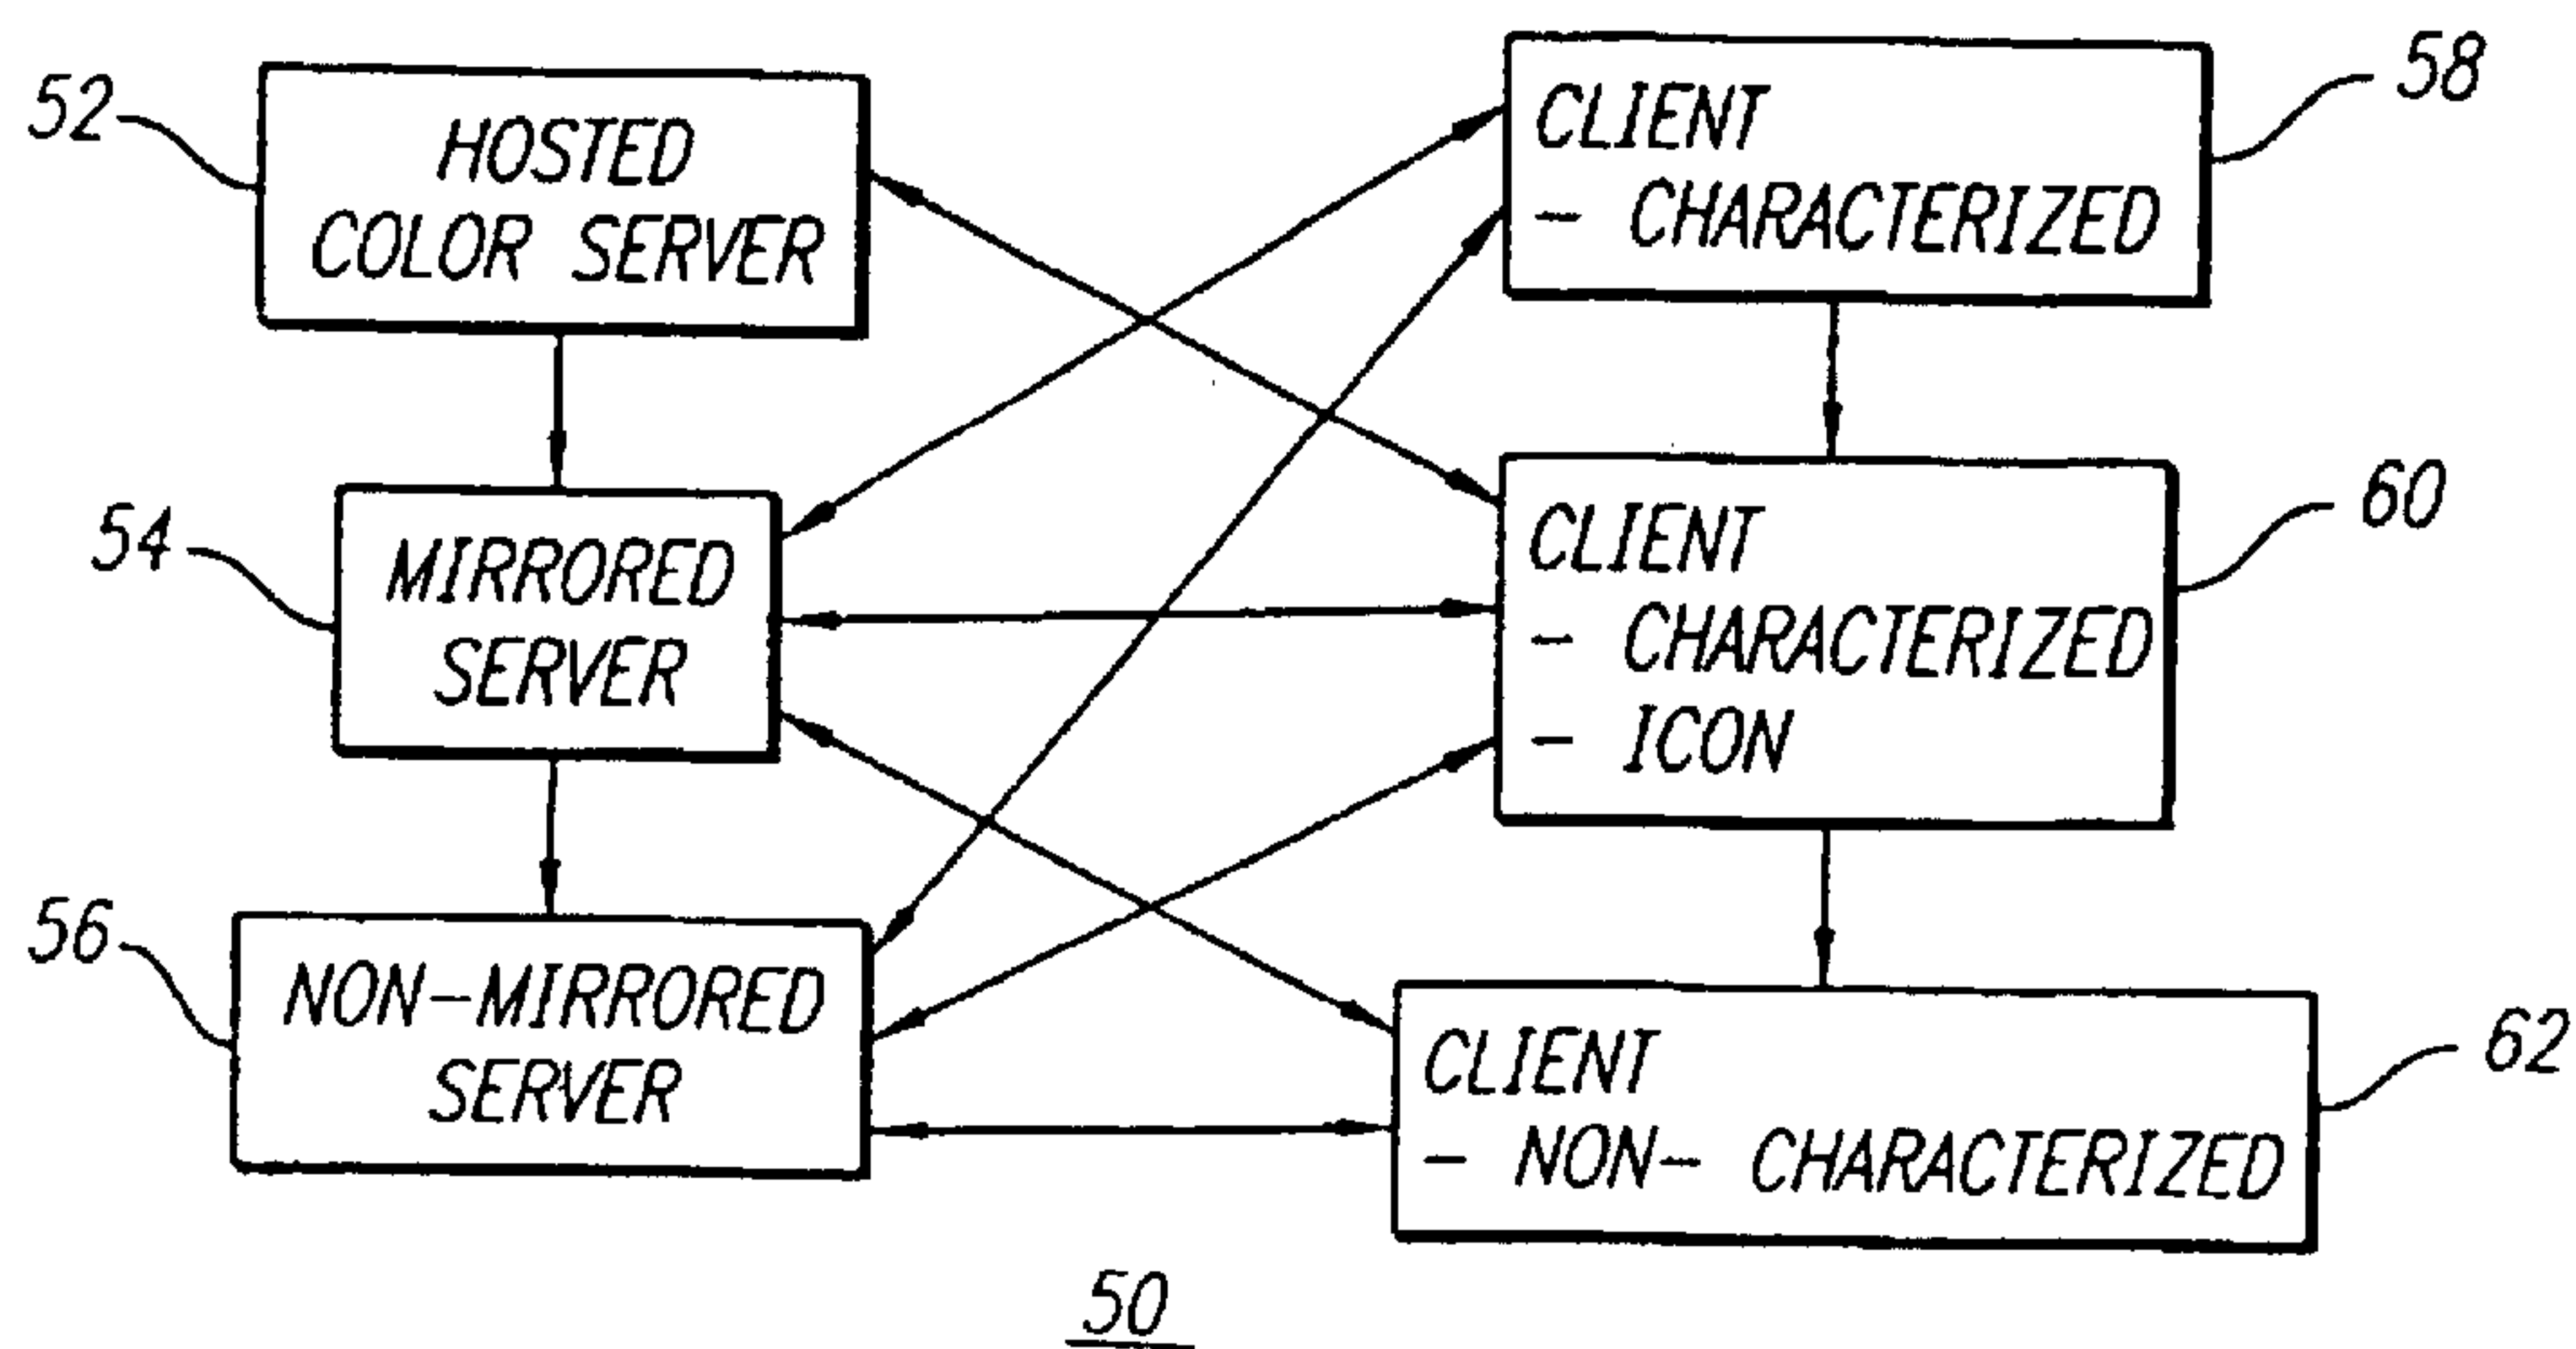 52
HOSTED
COLOR SERVER
54
MIRRORED
SERVER
56
NON-MIRRORED
SERVER
58
CLIENT
- CHARACTERIZED
60
CLIENT
- CHARACTERIZED
- ICON
62
CLIENT
- NON- CHARACTERIZED
50